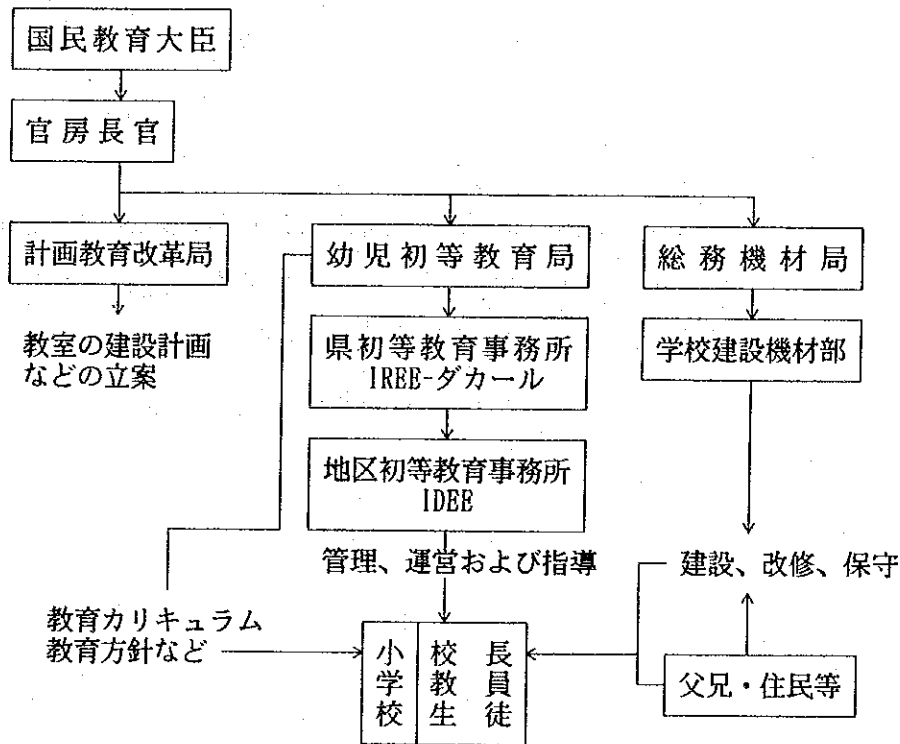 国民教育大臣
官房長官
計画教育改革局
幼児初等教育局
総務機材局
教室の建設計画
などの立案
県初等教育事務所
IREE-ダカール
学校建設機材部
地区初等教育事務所
IDEE
管理、運営および指導
建設、改修、保守
教育カリキュラム
教育方針など
小学校
校長
教員
生徒
父兄・住民等